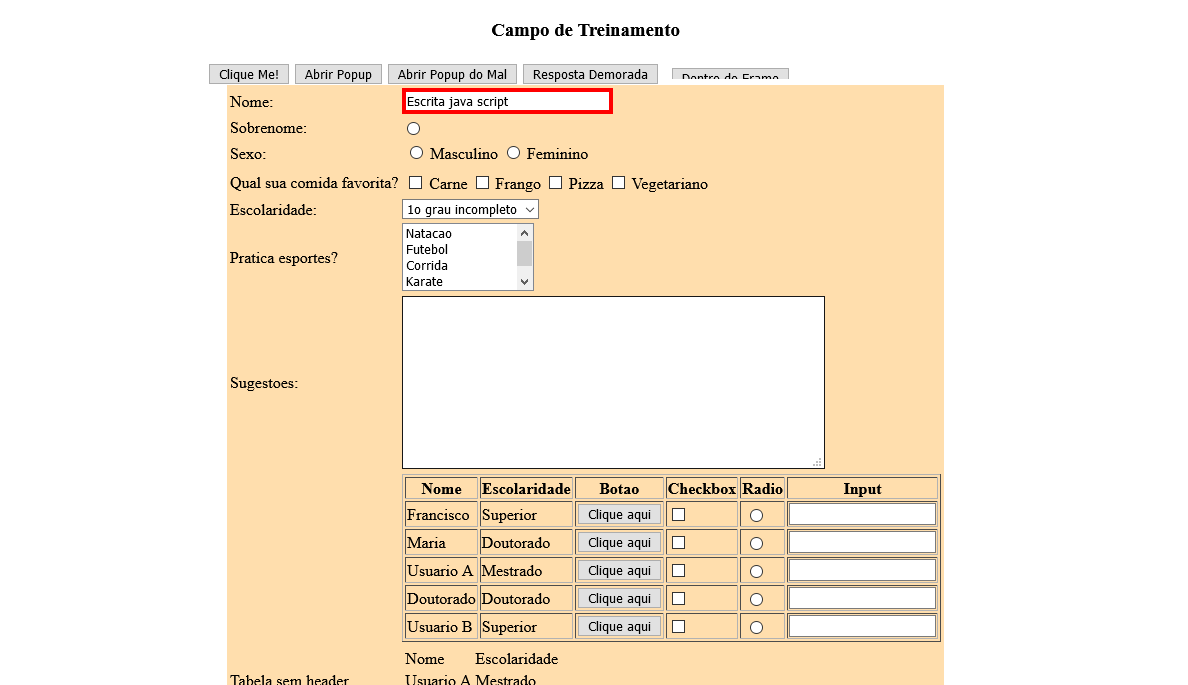 Campo de Treinamento
Clique Me! Abrir Popup Abrir Popup do Mal Resposta Demorada Dentro do Frame
Nome: Escrita java script
Sobrenome:
Sexo: Masculino Feminino
Qual sua comida favorita? Carne Frango Pizza Vegetariano
Escolaridade: 1o grau incompleto
Natacao
Futebol
Pratica esportes?
Corrida
Karate
Sugestoes:
Nome Escolaridade Botao Checkbox Radio Input
Francisco Superior Clique aqui
Maria Doutorado Clique aqui
Usuario A Mestrado Clique aqui
Doutorado Doutorado Clique aqui
Usuario B Superior Clique aqui
Nome Escolaridade
Tabela sem header Usuario A Mestrado